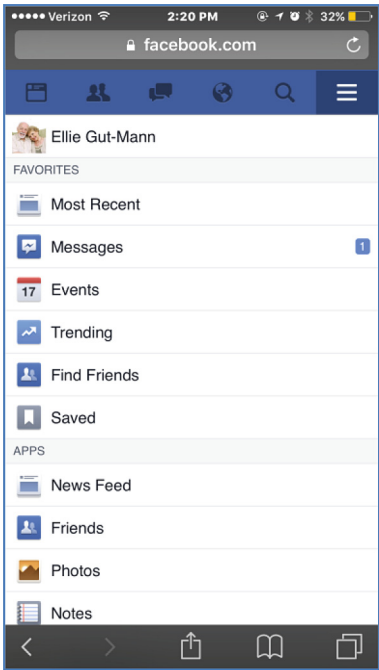 Verizon 2:20 PM 32%
facebook.com
Ellie Gut-Mann
FAVORITES
Most Recent
Messages 1
17 Events
Trending
Find Friends
Saved
APPS
News Feed
Friends
Photos
Notes